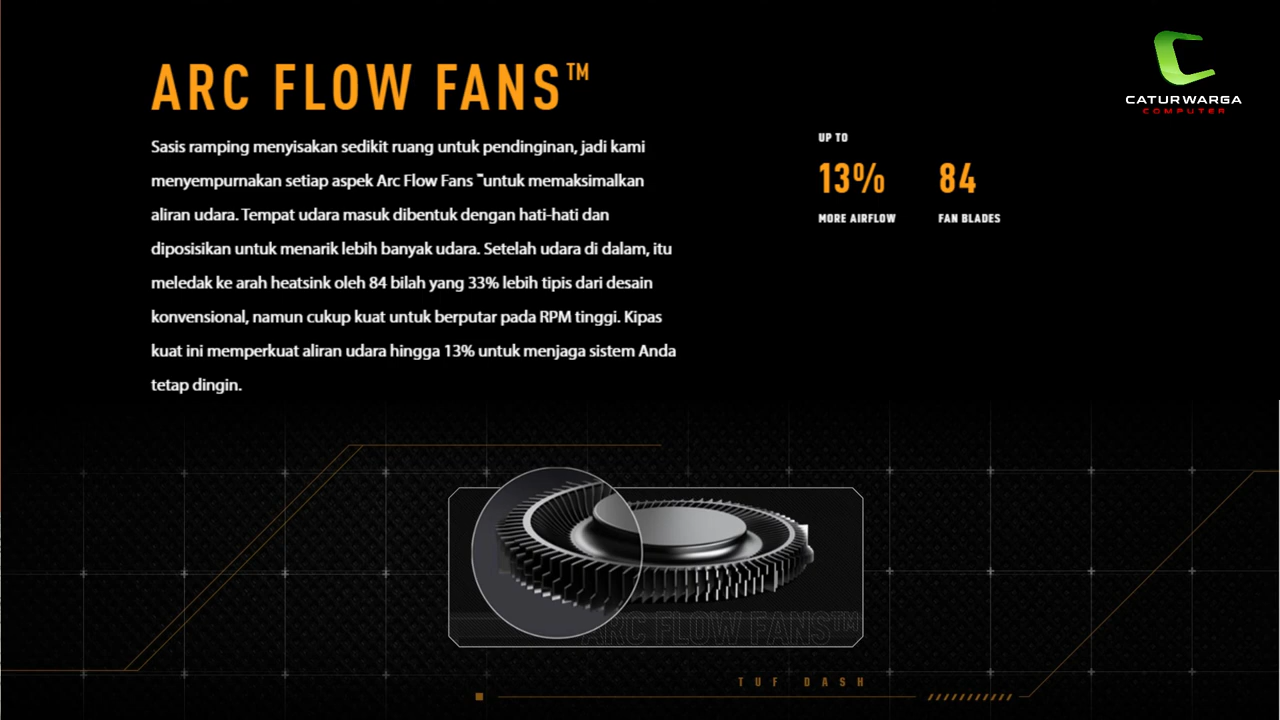 ARC FLOW FANS™
Sasis ramping menyisakan sedikit ruang untuk pendinginan, jadi kami
menyempurnakan setiap aspek Arc Flow Fans ™untuk memaksimalkan
aliran udara. Tempat udara masuk dibentuk dengan hati-hati dan
diposisikan untuk menarik lebih banyak udara. Setelah udara di dalam, itu
meledak ke arah heatsink oleh 84 bilah yang 33% lebih tipis dari desain
konvensional, namun cukup kuat untuk berputar pada RPM tinggi. Kipas
kuat ini memperkuat aliran udara hingga 13% untuk menjaga sistem Anda
tetap dingin.
UP TO
13% 84
MORE AIRFLOW FAN BLADES
CATURWARGA
COMPUTER
ARC FLOW FANS™
TUF DASH